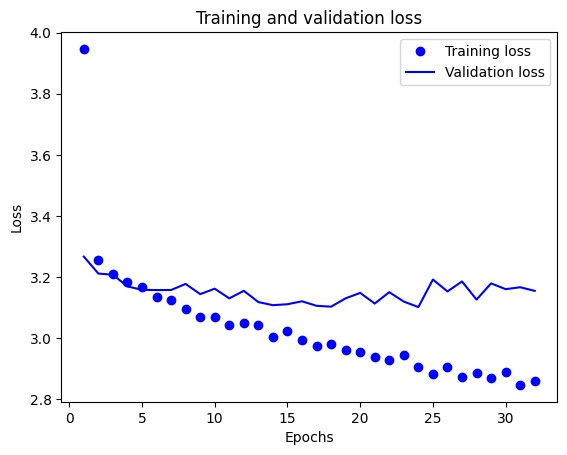 Training and validation loss
Training loss
Validation loss
4.0
3.8
3.6
3.4
3.2
3.0
2.8
Loss
0
5
10
15
20
25
30
Epochs